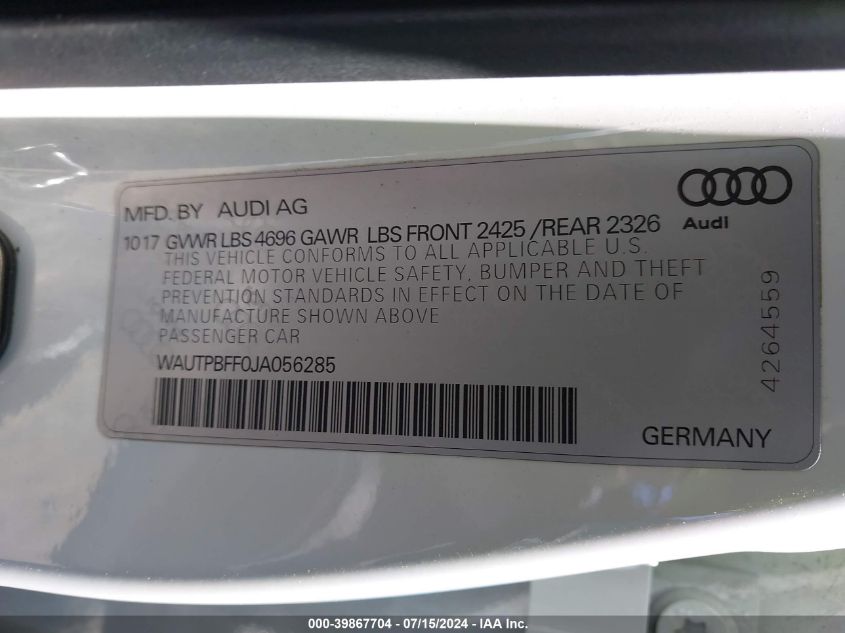 MFD. BY AUDI AG
Audi
1017 GVWR LBS 4696 GAWR LBS FRONT 2425 /REAR 2326
THIS VEHICLE CONFORMS TO ALL APPLICABLE U.S.
FEDERAL MOTOR VEHICLE SAFETY, BUMPER AND THEFT
PREVENTION STANDARDS IN EFFECT ON THE DATE OF
MANUFACTURE SHOWN ABOVE
PASSENGER CAR
WAUTPBFF0JA056285
4264559
GERMANY
000-39867704 - 07/15/2024 - IAA Inc.